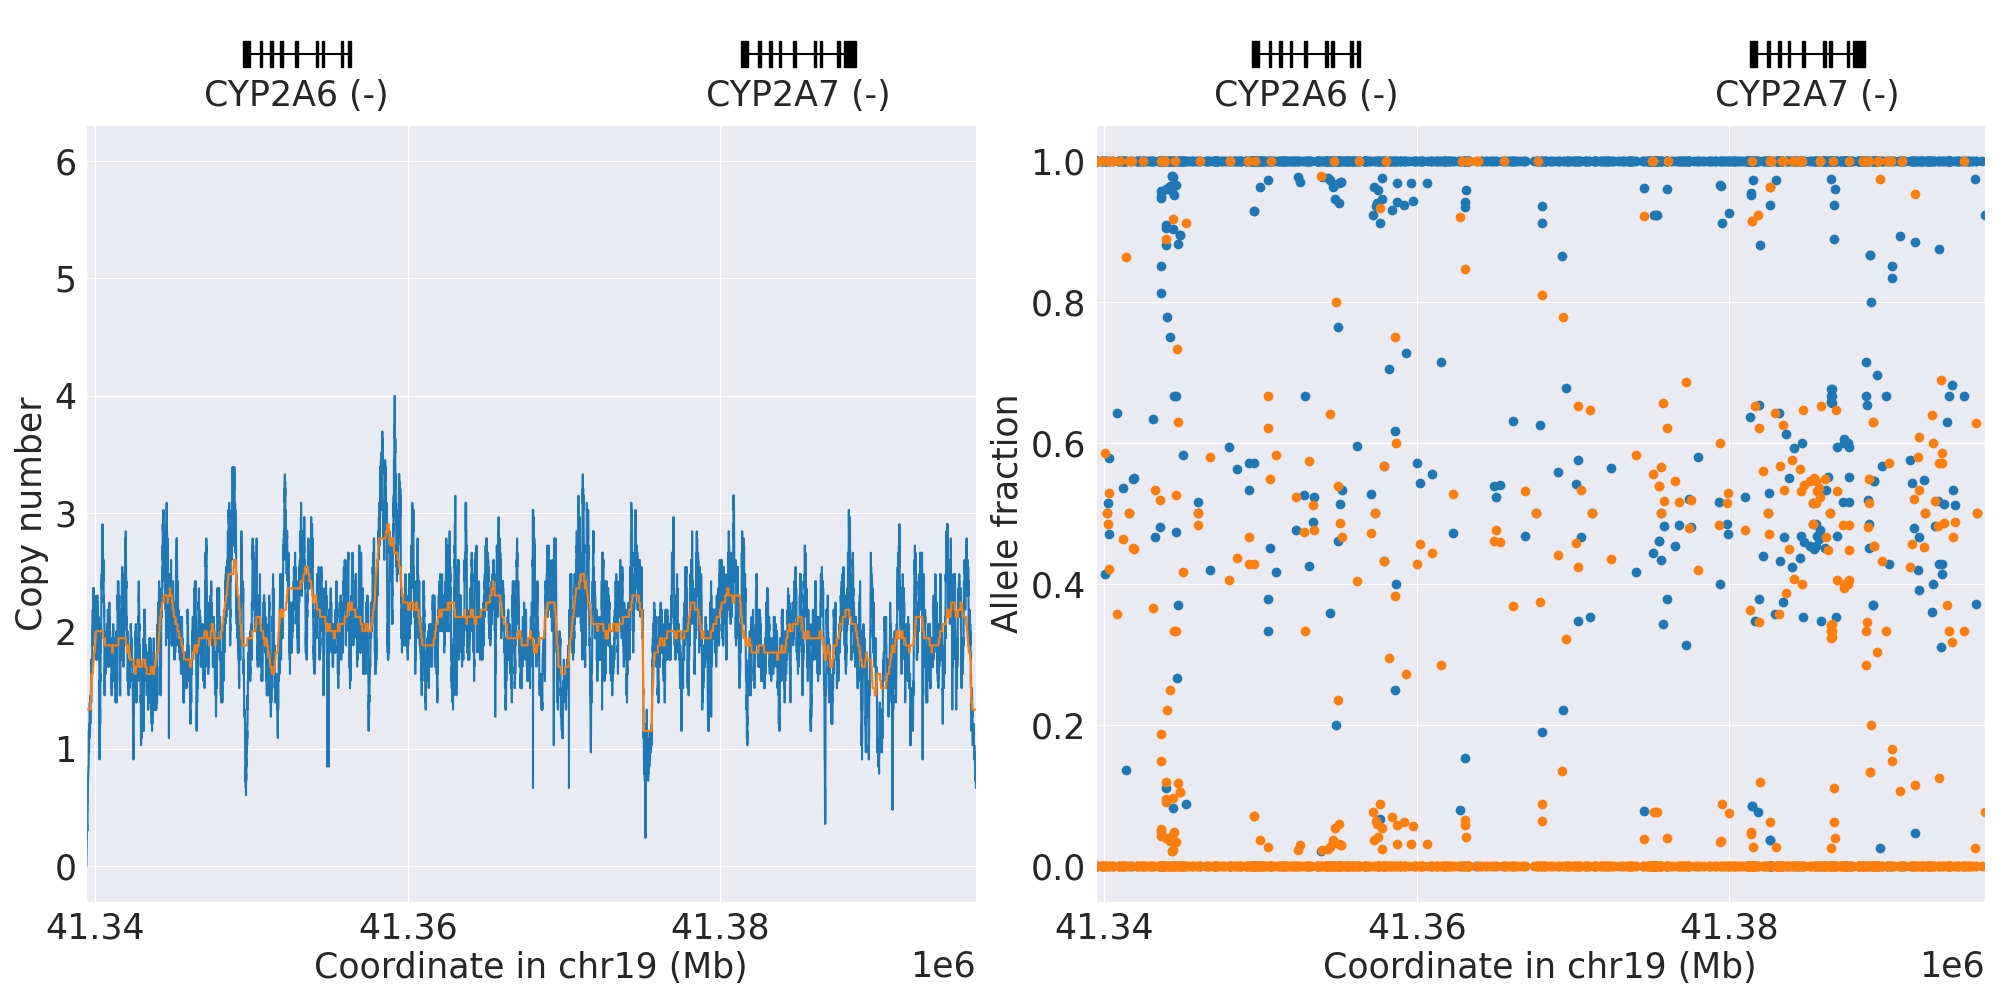 CYP2A6 (-) CYP2A7 (-)
CYP2A6 (-) CYP2A7 (-)
Copy number
6
5
4
3
2
1
0
41.34 41.36 41.38
Coordinate in chr19 (Mb) 1e6
Allele fraction
1.0
0.8
0.6
0.4
0.2
0.0
41.34 41.36 41.38
Coordinate in chr19 (Mb) 1e6